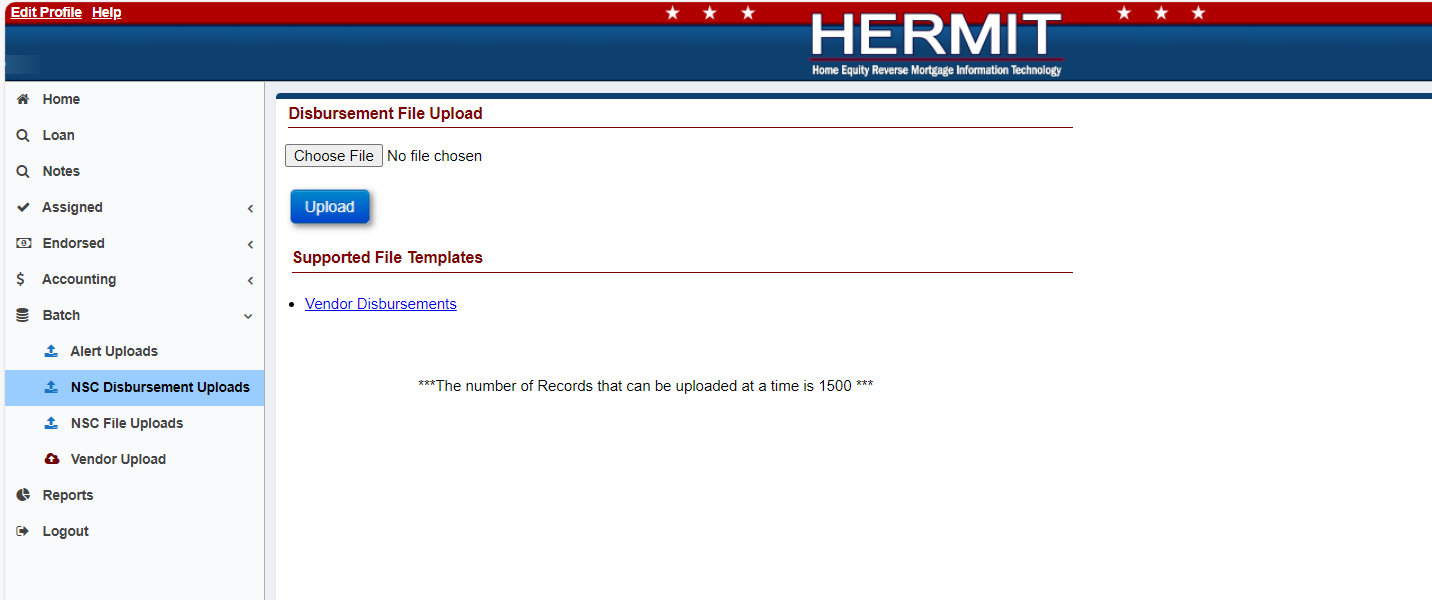 Edit Profile Help
HERMIT
Home Equity Reverse Mortgage Information Technology
Home
Loan
Notes
Assigned
Endorsed
Accounting
Batch
Alert Uploads
NSC Disbursement Uploads
NSC File Uploads
Vendor Upload
Reports
Logout
Disbursement File Upload
Choose File No file chosen
Upload
Supported File Templates
Vendor Disbursements
***The number of Records that can be uploaded at a time is 1500 ***